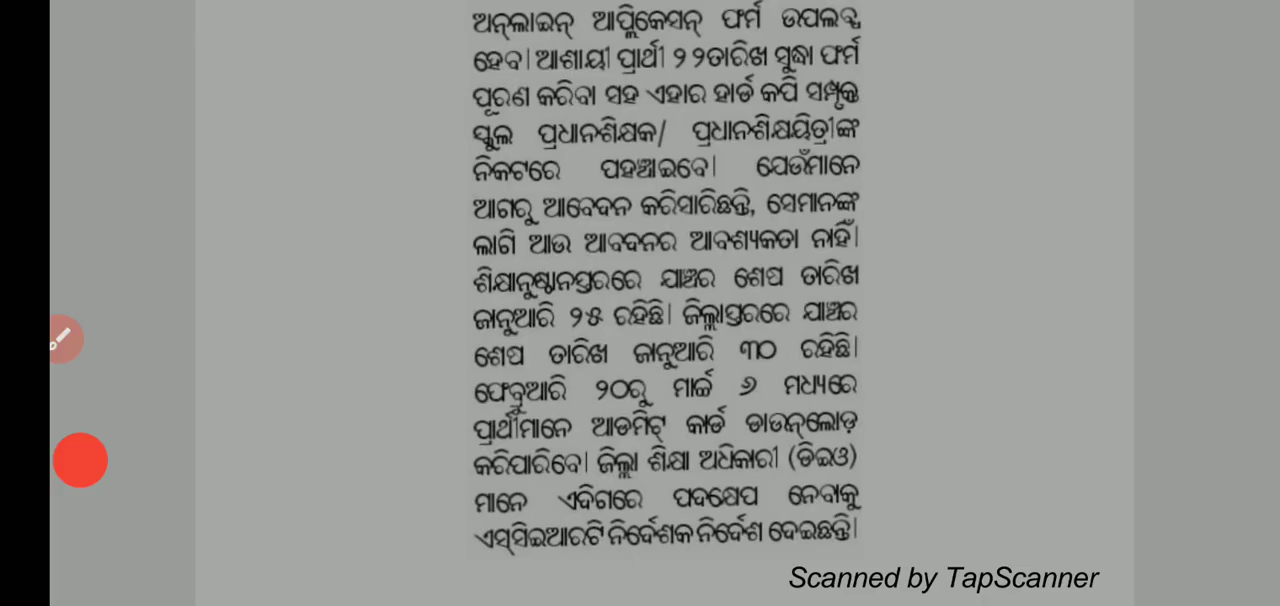 ଅନ୍‌ଲାଇନ୍ ଆପ୍ଲିକେସନ୍ ଫର୍ମ ଉପଲବ୍ଧ
ହେବ। ଆଶାୟୀ ପ୍ରାର୍ଥୀ ୨୨ତାରିଖ ସୁଦ୍ଧା ଫର୍ମ
ପୂରଣ କରିବା ସହ ଏହାର ହାର୍ଡ କପି ସମ୍ପୃକ୍ତ
ସ୍କୁଲ ପ୍ରଧାନଶିକ୍ଷକ/ ପ୍ରଧାନଶିକ୍ଷୟିତ୍ରୀଙ୍କ
ନିକଟରେ ପହଞ୍ଚାଇବେ। ଯେଉଁମାନେ
ଆଗରୁ ଆବେଦନ କରିସାରିଛନ୍ତି, ସେମାନଙ୍କ
ଲାଗି ଆଉ ଆବଦନର ଆବଶ୍ୟକତା ନାହିଁ।
ଶିକ୍ଷାନୁଷ୍ଠାନସ୍ତରରେ ଯାଞ୍ଚର ଶେଷ ତାରିଖ
ଜାନୁଆରି ୨୫ ରହିଛି। ଜିଲ୍ଲାସ୍ତରରେ ଯାଞ୍ଚର
ଶେଷ ତାରିଖ ଜାନୁଆରି ୩୦ ରହିଛି।
ଫେବ୍ରୁଆରି ୨୦ରୁ ମାର୍ଚ୍ଚ ୬ ମଧ୍ୟରେ
ପ୍ରାର୍ଥୀମାନେ ଆଡମିଟ୍ କାର୍ଡ ଡାଉନ୍‌ଲୋଡ଼
କରିପାରିବେ। ଜିଲ୍ଲା ଶିକ୍ଷା ଅଧିକାରୀ (ଡିଇଓ)
ମାନେ ଏଦିଗରେ ପଦକ୍ଷେପ ନେବାକୁ
ଏସ୍‌ସିଇଆରଟି ନିର୍ଦେଶକ ନିର୍ଦେଶ ଦେଇଛନ୍ତି।
Scanned by TapScanner